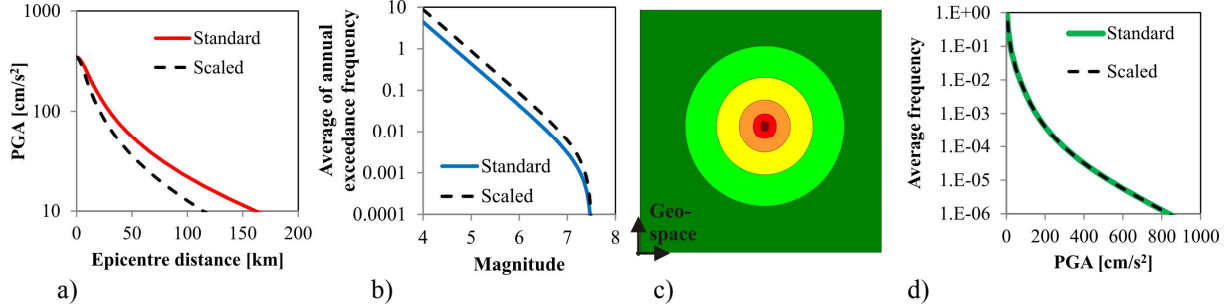 1000
100
10
PGA [cm/s²]
Standard
Scaled
0 50 100 150 200
Epicentre distance [km]
a)
10
1
0.1
0.01
0.001
0.0001
Average of annual
exceedance frequency
Standard
Scaled
4 5 6 7 8
Magnitude
b)
Geo-
space
c)
1.E+00
1.E-01
1.E-02
1.E-03
1.E-04
1.E-05
1.E-06
Average frequency
Standard
Scaled
0 200 400 600 800 1000
PGA [cm/s²]
d)